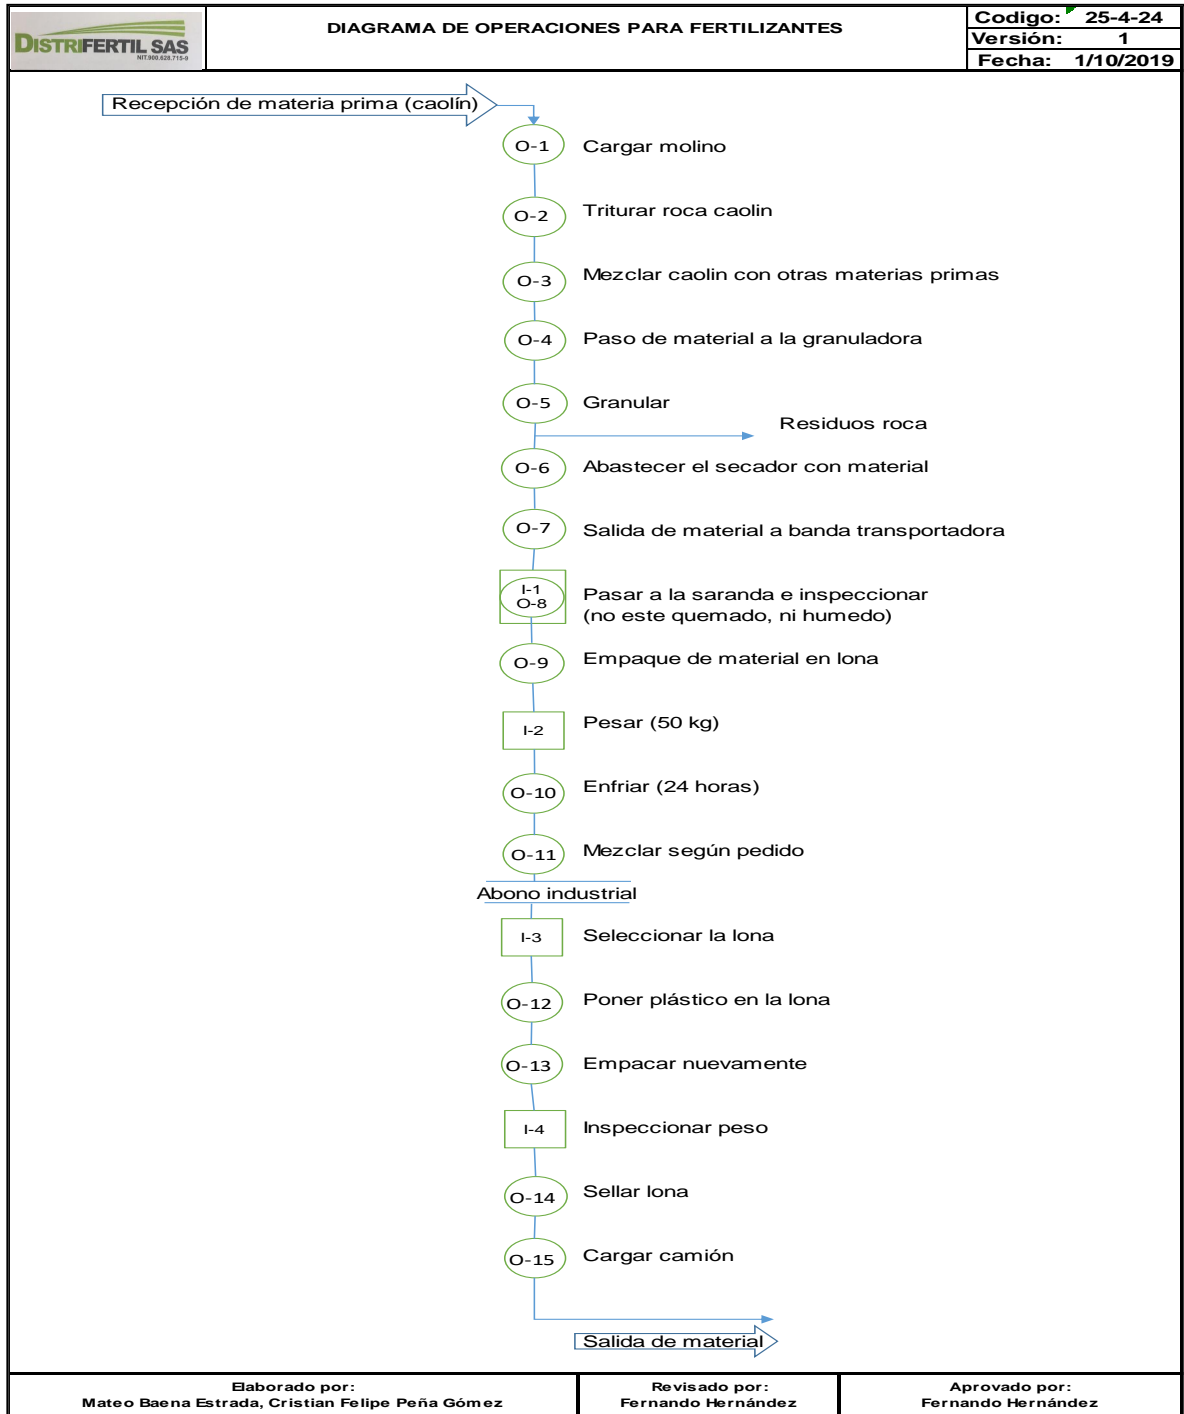 DISTRIFERTIL SAS
NIT.900.628.715-9
DIAGRAMA DE OPERACIONES PARA FERTILIZANTES
Codigo: 25-4-24
Versión: 1
Fecha: 1/10/2019
Recepción de materia prima (caolín)
O-1 Cargar molino
O-2 Triturar roca caolin
O-3 Mezclar caolin con otras materias primas
O-4 Paso de material a la granuladora
O-5 Granular
Residuos roca
O-6 Abastecer el secador con material
O-7 Salida de material a banda transportadora
I-1
O-8
Pasar a la saranda e inspeccionar
(no este quemado, ni humedo)
O-9 Empaque de material en lona
I-2 Pesar (50 kg)
O-10 Enfriar (24 horas)
O-11 Mezclar según pedido
Abono industrial
I-3 Seleccionar la lona
O-12 Poner plástico en la lona
O-13 Empacar nuevamente
I-4 Inspeccionar peso
O-14 Sellar lona
O-15 Cargar camión
Salida de material
Elaborado por:
Mateo Baena Estrada, Cristian Felipe Peña Gómez
Revisado por:
Fernando Hernández
Aprovado por:
Fernando Hernández